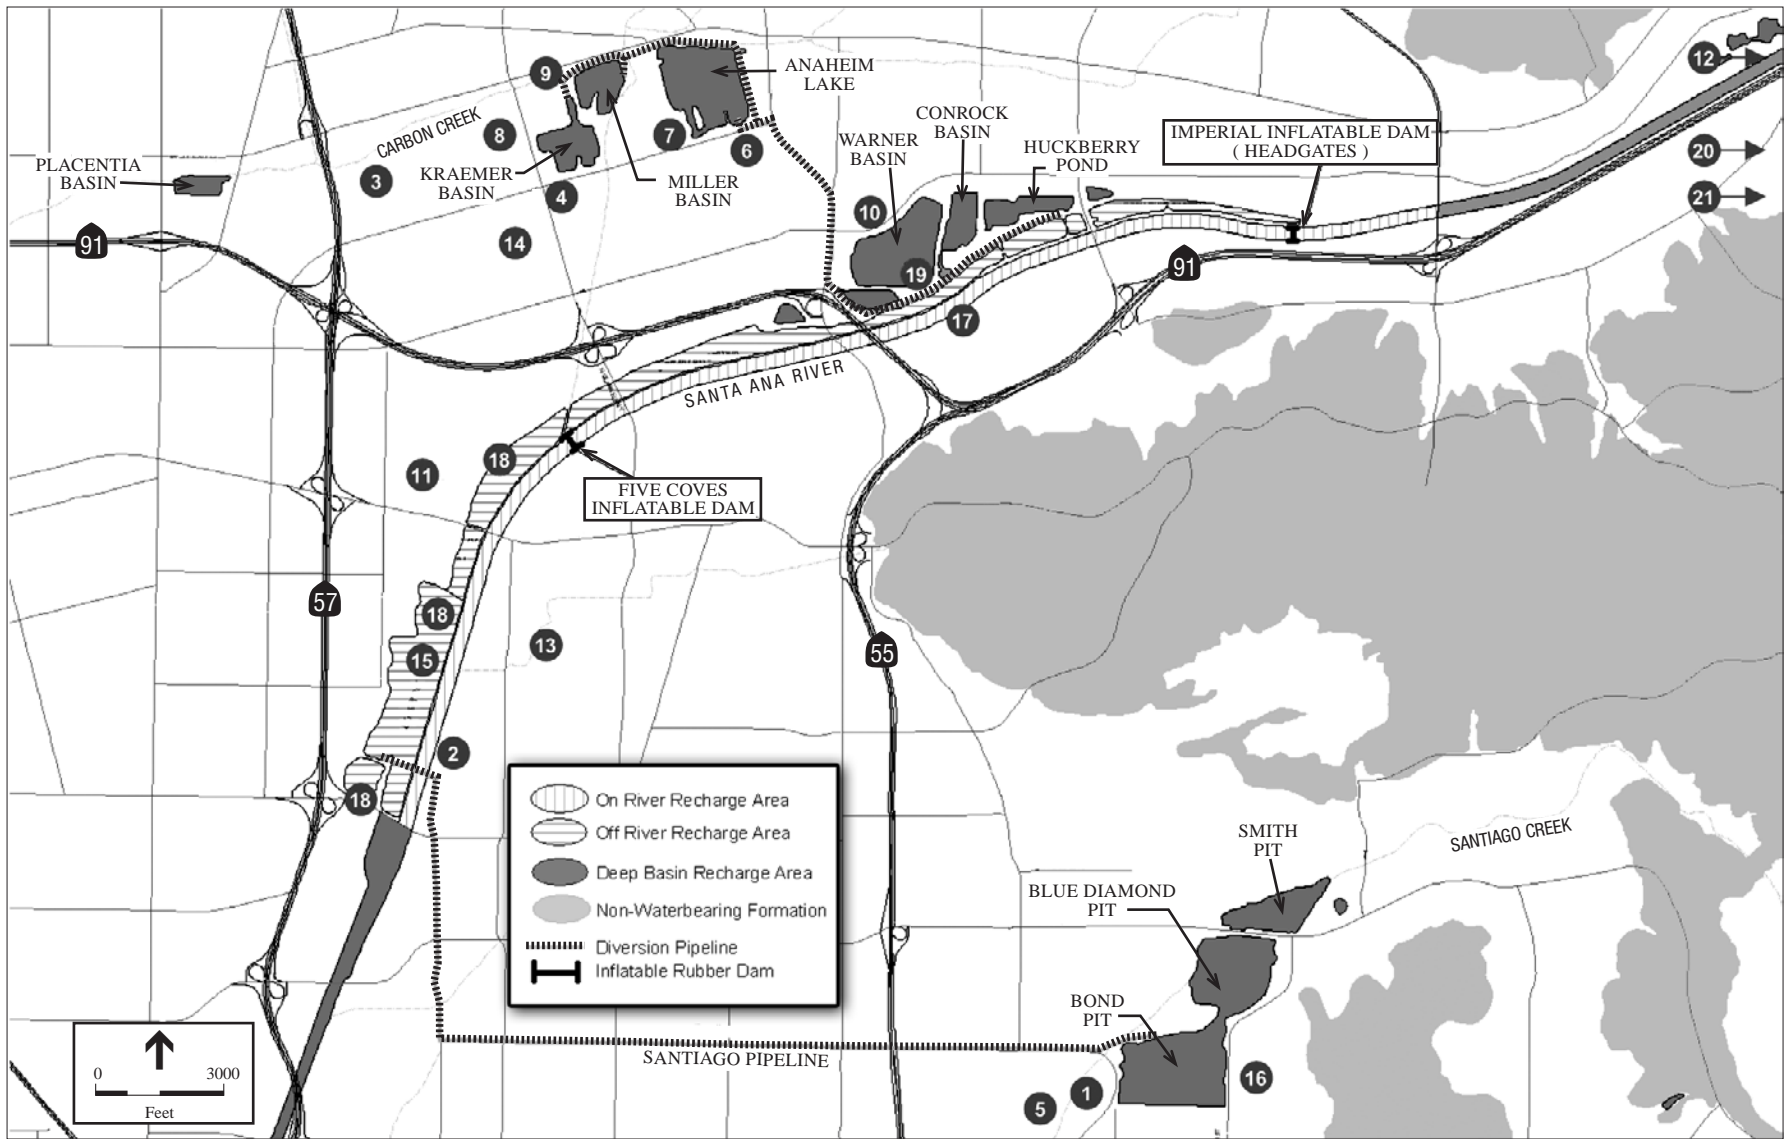 12
9
ANAHEIM
LAKE
CARBON CREEK
8
7
6
CONROCK
BASIN
WARNER
BASIN
HUCKBERRY
POND
IMPERIAL INFLATABLE DAM
( HEADGATES )
20
PLACENTIA
BASIN
3
KRAEMER
BASIN
4
MILLER
BASIN
10
21
91
14
19
91
17
SANTA ANA RIVER
11
18
FIVE COVES
INFLATABLE DAM
57
18
15
13
55
2
18
On River Recharge Area
Off River Recharge Area
Deep Basin Recharge Area
Non-Waterbearing Formation
Diversion Pipeline
Inflatable Rubber Dam
SMITH
PIT
SANTIAGO CREEK
BLUE DIAMOND
PIT
BOND
PIT
SANTIAGO PIPELINE
0 3000
Feet
5
1
16